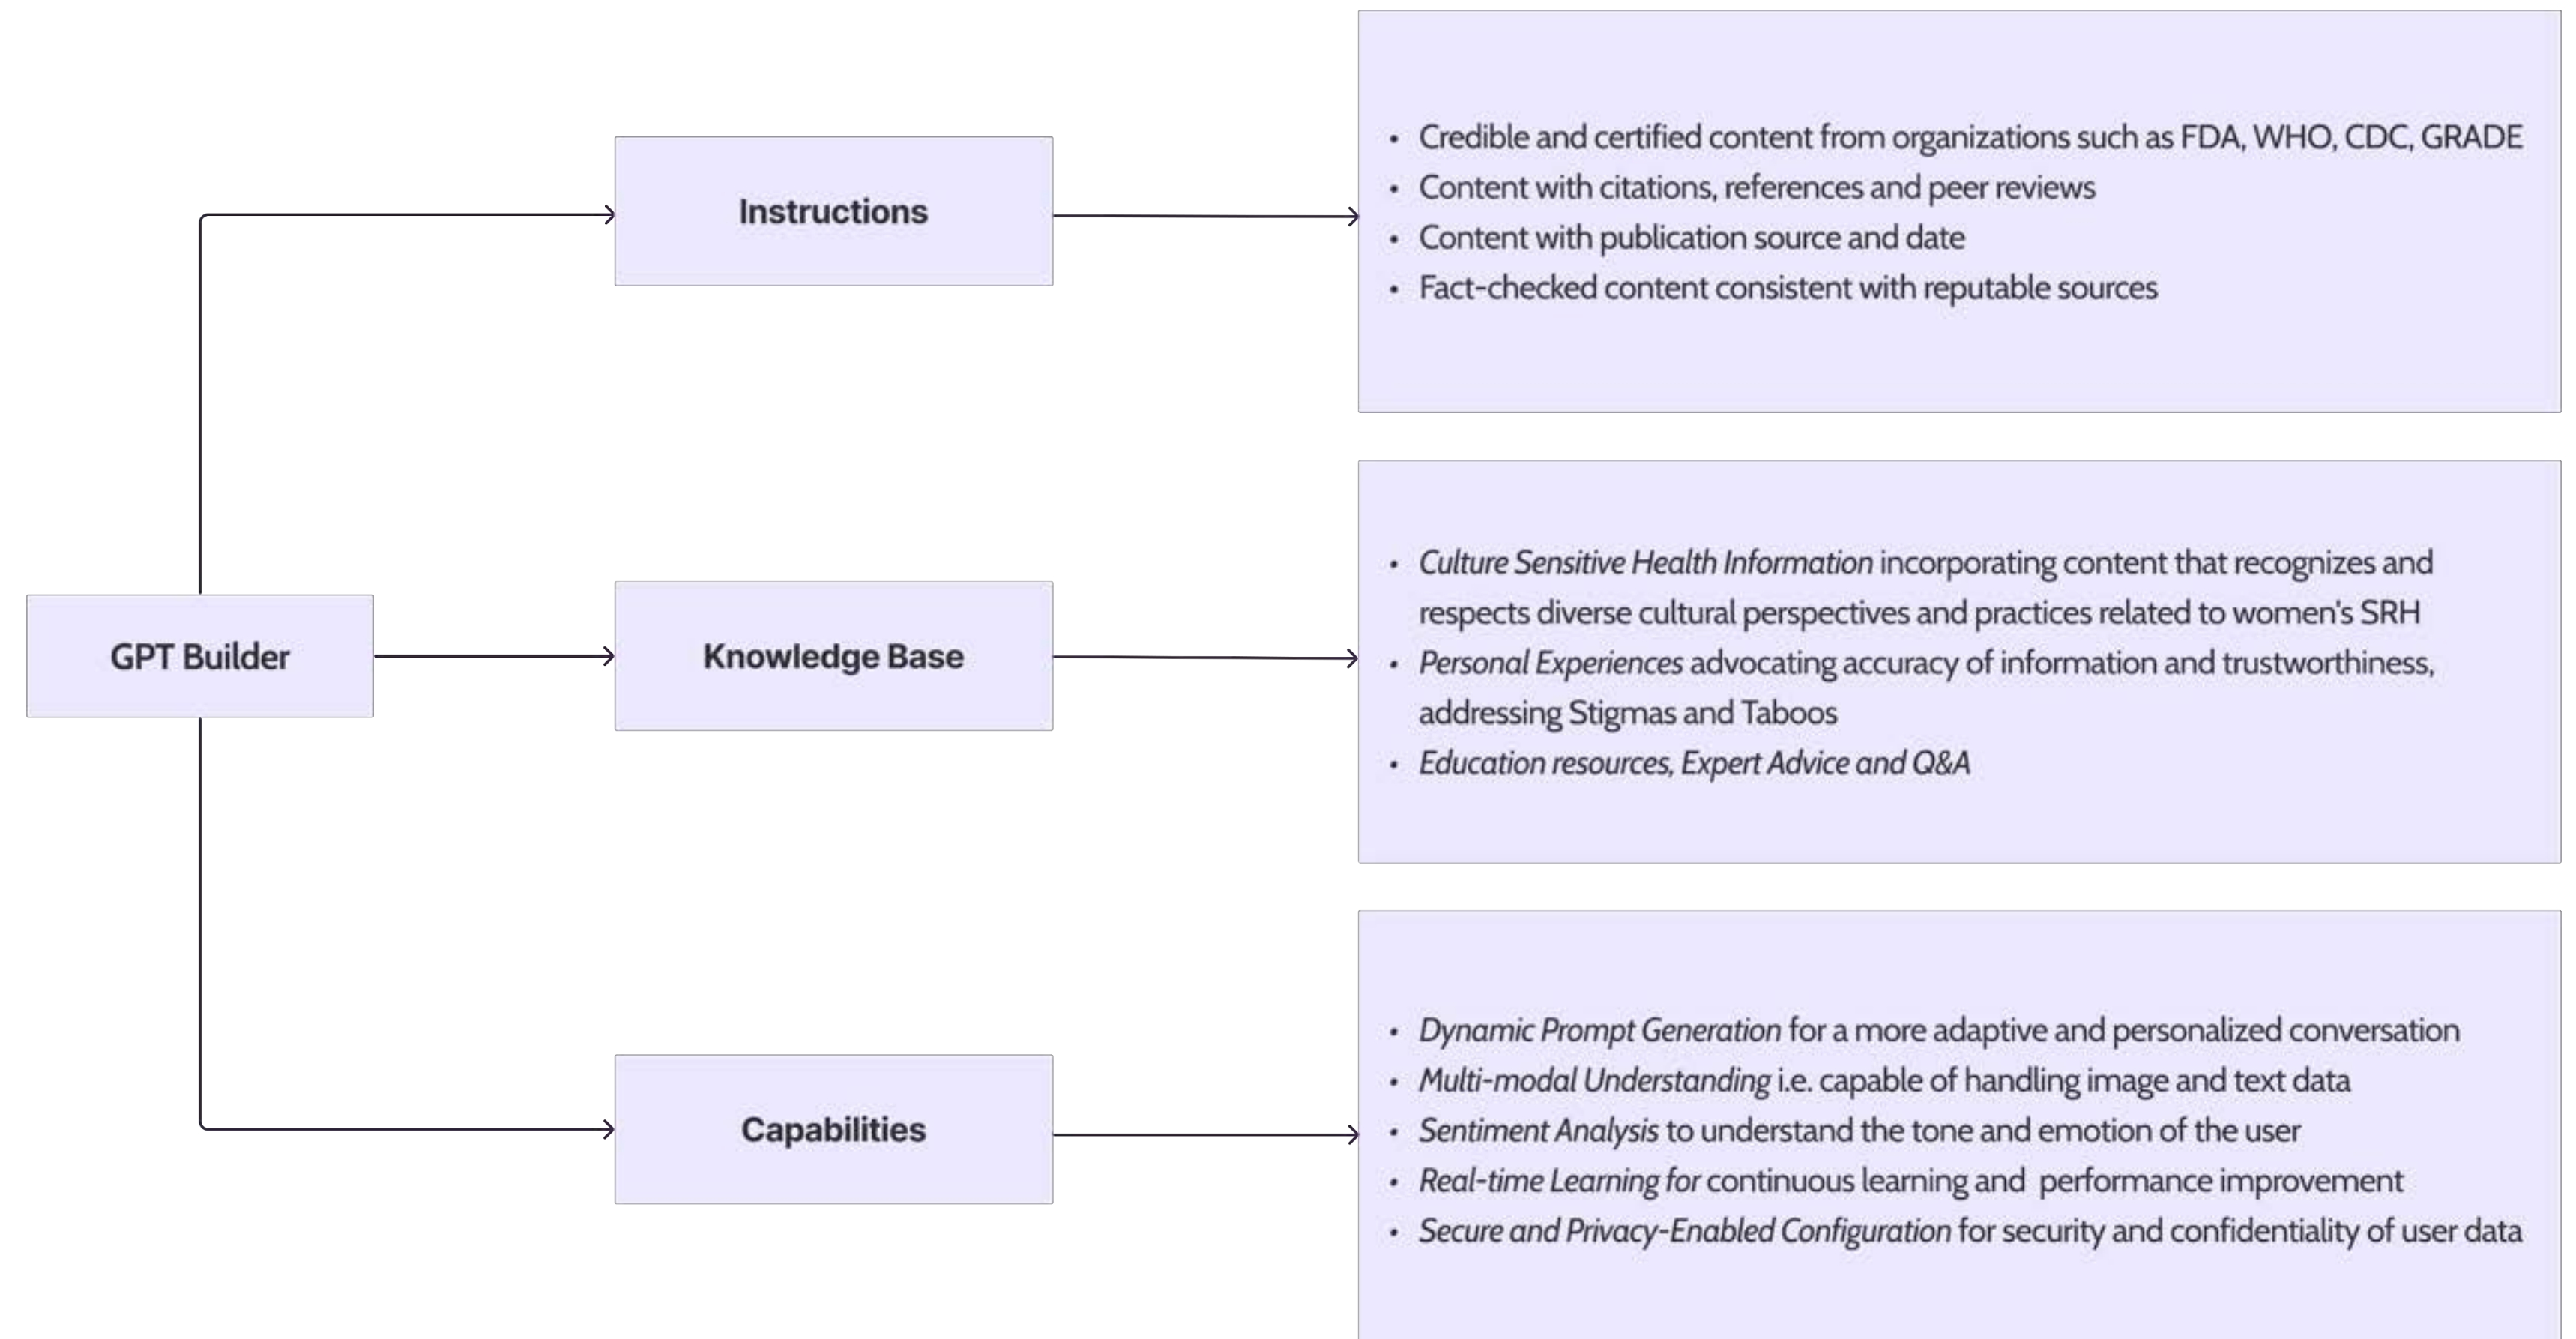 GPT Builder
Instructions
• Credible and certified content from organizations such as FDA, WHO, CDC, GRADE
• Content with citations, references and peer reviews
• Content with publication source and date
• Fact-checked content consistent with reputable sources
Knowledge Base
• Culture Sensitive Health Information incorporating content that recognizes and
respects diverse cultural perspectives and practices related to women's SRH
• Personal Experiences advocating accuracy of information and trustworthiness,
addressing Stigmas and Taboos
• Education resources, Expert Advice and Q&A
Capabilities
• Dynamic Prompt Generation for a more adaptive and personalized conversation
• Multi-modal Understanding i.e. capable of handling image and text data
• Sentiment Analysis to understand the tone and emotion of the user
• Real-time Learning for continuous learning and performance improvement
• Secure and Privacy-Enabled Configuration for security and confidentiality of user data